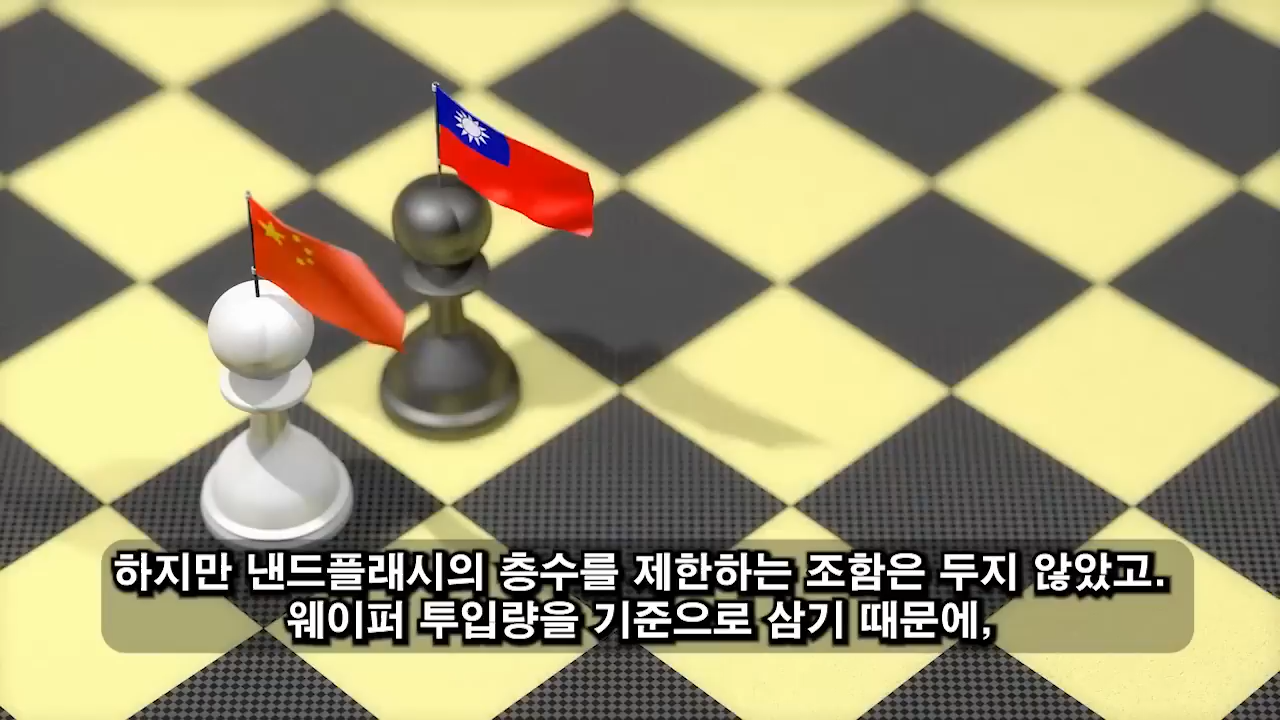 하지만 낸드플래시의 층수를 제한하는 조함은 두지 않았고.
웨이퍼 투입량을 기준으로 삼기 때문에,